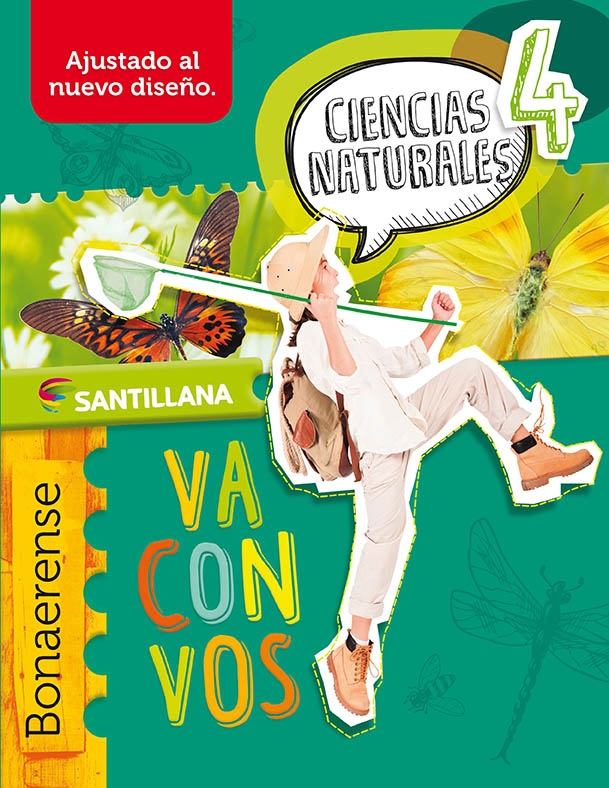 Ajustado al
nuevo diseño.
CIENCIAS
NATURALES
4
SANTILLANA
Bonaerense
VA
CON
VOS